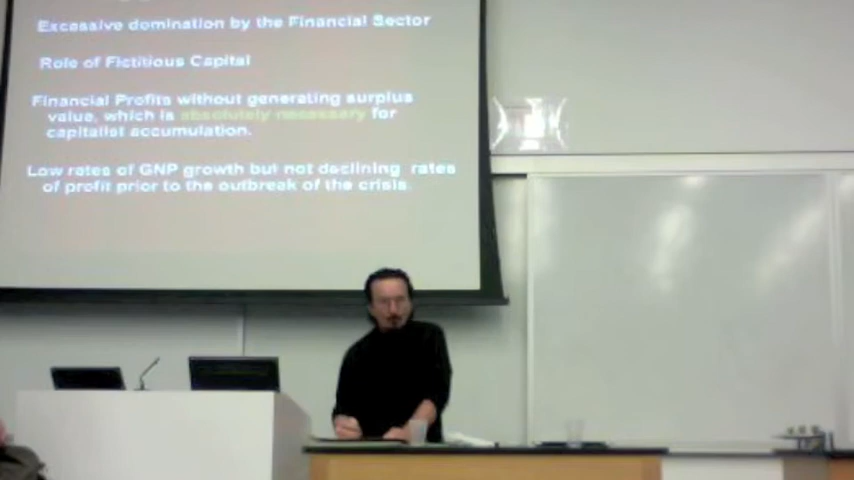 Excessive domination by the Financial Sector
Role of Fictitious Capital
Financial Profits without generating surplus
value, which is absolutely necessary for
capitalist accumulation.
Low rates of GNP growth but not declining rates
of profit prior to the outbreak of the crisis.